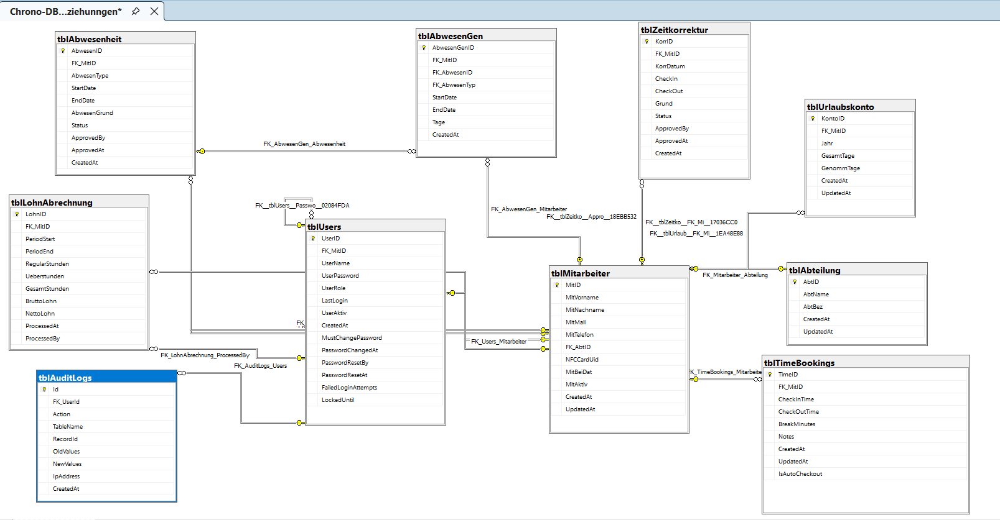 Chrono-DB...ziehunngen*
tblAbwesenheit
AbwesenID
FK_MitID
AbwesenType
StartDate
EndDate
AbwesenGrund
Status
ApprovedBy
ApprovedAt
CreatedAt
tblAbwesenGen
AbwesenGenID
FK_MitID
FK_AbwesenID
FK_AbwesenTyp
StartDate
EndDate
Tage
CreatedAt
tblZeitkorrektur
KorrID
FK_MitID
KorrDatum
CheckIn
CheckOut
Grund
Status
ApprovedBy
ApprovedAt
CreatedAt
tblUrlaubskonto
KontoID
FK_MitID
Jahr
GesamtTage
GenommTage
CreatedAt
UpdatedAt
FK_AbwesenGen_Abwesenheit
tblLohnAbrechnung
LohnID
FK_MitID
PeriodStart
PeriodEnd
RegularStunden
Ueberstunden
GesamtStunden
BruttoLohn
NettoLohn
ProcessedAt
ProcessedBy
FK__tblUsers__Passwo__02084FDA
tblUsers
UserID
FK_MitID
UserName
UserPassword
UserRole
LastLogin
UserAktiv
CreatedAt
MustChangePassword
PasswordChangedAt
PasswordResetBy
PasswordResetAt
FailedLoginAttempts
LockedUntil
FK_AbwesenGen_Mitarbeiter
FK__tblZeitko__Appro__18EBB532
FK__tblZeitko__FK_Mi__17036CC0
FK__tblUrlaub__FK_Mi__1EA48E88
tblMitarbeiter
MitID
MitVorname
MitNachname
MitMail
MitTelefon
FK_AbtID
NFCCardUid
MitBeiDat
MitAktiv
CreatedAt
UpdatedAt
FK_Mitarbeiter_Abteilung
tblAbteilung
AbtID
AbtName
AbtBez
CreatedAt
UpdatedAt
FK
FK_Users_Mitarbeiter
FK_LohnAbrechnung_ProcessedBy
FK_AuditLogs_Users
tblAuditLogs
Id
FK_UserId
Action
TableName
RecordId
OldValues
NewValues
IpAddress
CreatedAt
FK_TimeBookings_Mitarbeite
tblTimeBookings
TimeID
FK_MitID
CheckInTime
CheckOutTime
BreakMinutes
Notes
CreatedAt
UpdatedAt
IsAutoCheckout